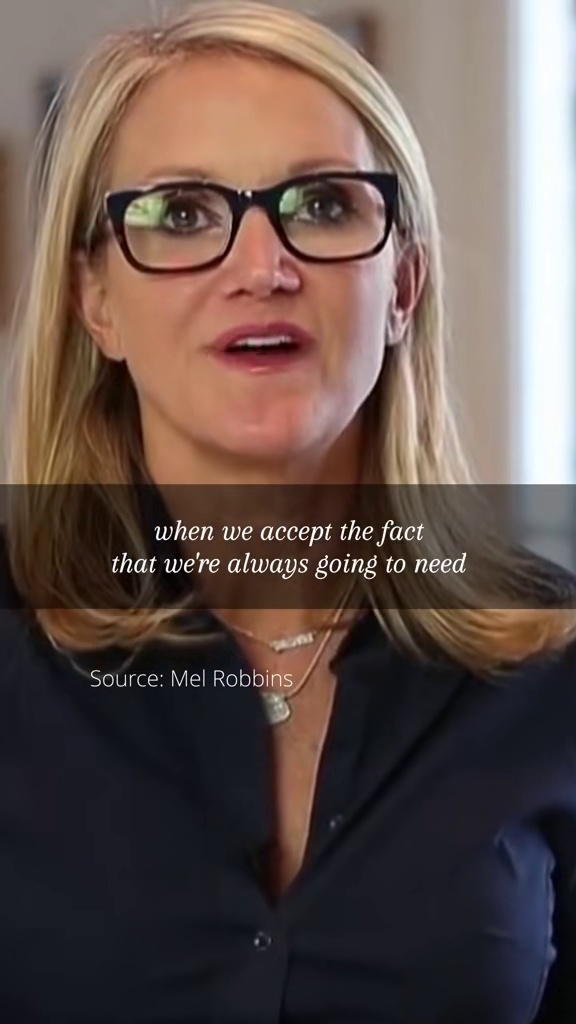 when we accept the fact
that we're always going to need
Source: Mel Robbins